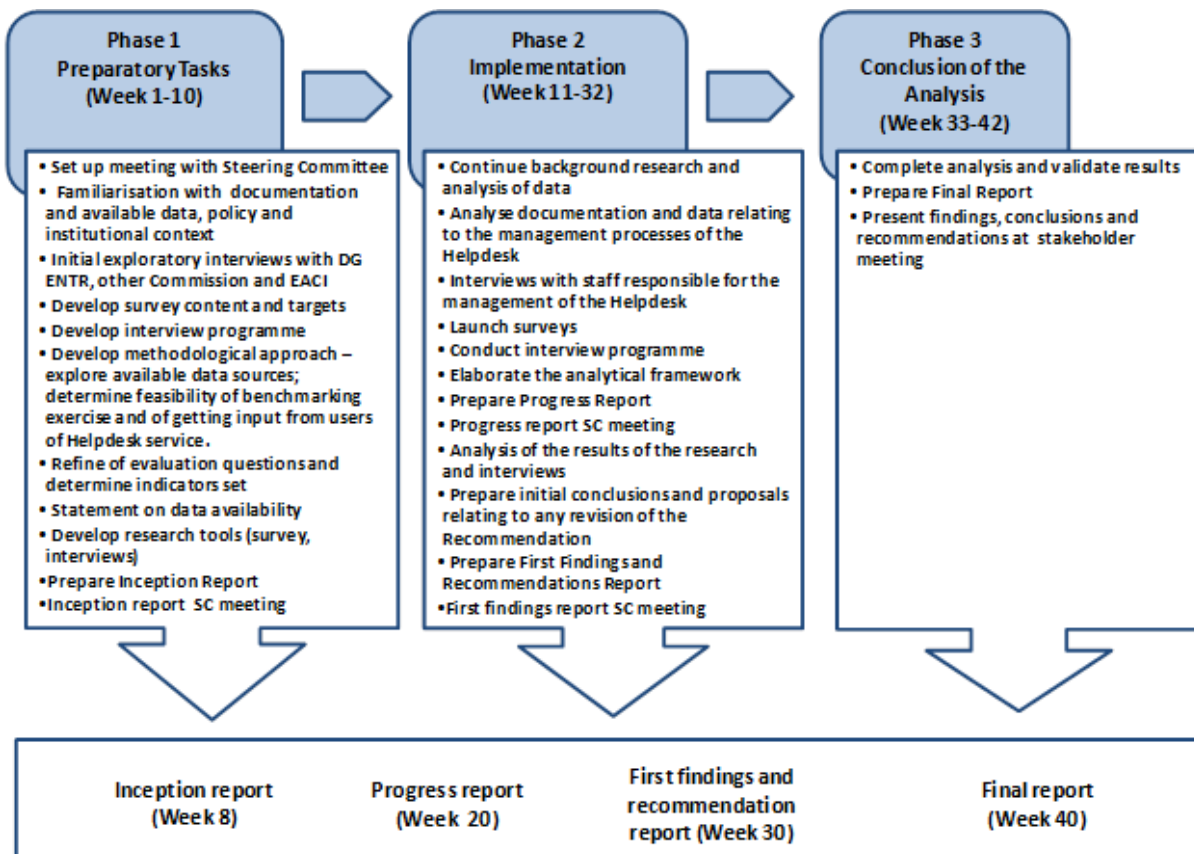 Phase 1
Preparatory Tasks
(Week 1-10)
• Set up meeting with Steering Committee
• Familiarisation with documentation
and available data, policy and
institutional context
• Initial exploratory interviews with DG
ENTR, other Commission and EACI
• Develop survey content and targets
• Develop interview programme
• Develop methodological approach –
explore available data sources;
determine feasibility of benchmarking
exercise and of getting input from users
of Helpdesk service.
• Refine of evaluation questions and
determine indicators set
• Statement on data availability
• Develop research tools (survey,
interviews)
•Prepare Inception Report
•Inception report SC meeting
Phase 2
Implementation
(Week 11-32)
• Continue background research and
analysis of data
• Analyse documentation and data relating
to the management processes of the
Helpdesk
• Interviews with staff responsible for the
management of the Helpdesk
• Launch surveys
• Conduct interview programme
• Elaborate the analytical framework
• Prepare Progress Report
• Progress report SC meeting
• Analysis of the results of the research
and interviews
• Prepare initial conclusions and proposals
relating to any revision of the
Recommendation
• Prepare First Findings and
Recommendations Report
•First findings report SC meeting
Phase 3
Conclusion of the
Analysis
(Week 33-42)
• Complete analysis and validate results
• Prepare Final Report
• Present findings, conclusions and
recommendations at stakeholder
meeting
Inception report
(Week 8)
Progress report
(Week 20)
First findings and
recommendation
report (Week 30)
Final report
(Week 40)